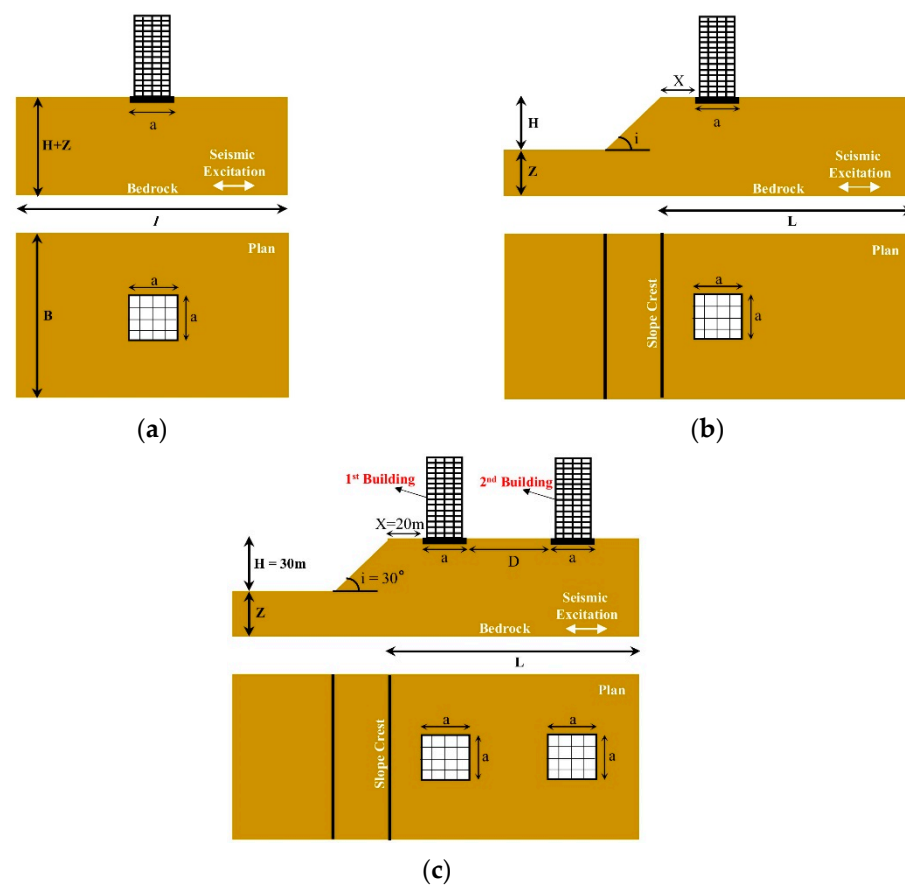 a
H+Z
Seismic
Excitation
Bedrock
l
Plan
a
B
a
(a)
X
a
H
i
Z
Seismic
Excitation
Bedrock
L
Plan
a
Slope Crest
a
(b)
1st Building
2nd Building
X=20m
H = 30m
a
D
a
i = 30°
Z
Seismic
Excitation
Bedrock
L
Plan
a
a
Slope Crest
a
a
(c)